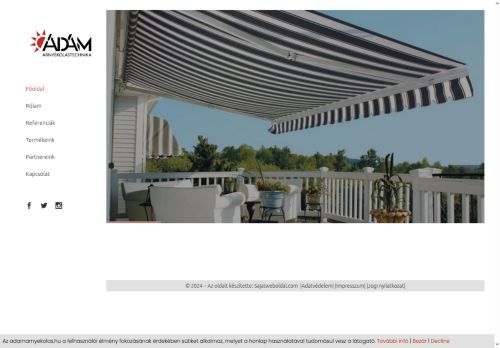 ÁDÁM
ÁRNYÉKOLÁSTECHNIKA
Főoldal
Rólam
Referenciák
Termékeink
Partnereink
Kapcsolat
© 2024 - Az oldalt készítette: Sajatweboldal.com |Adatvédelem| |Impresszum| |Jogi nyilatkozat|
Az adamarnyekolas.hu a felhasználói élmény fokozásának érdekében sütiket alkalmaz, melyet a honlap használatával tudomásul vesz a látogató. További infó | Bezár | Decline